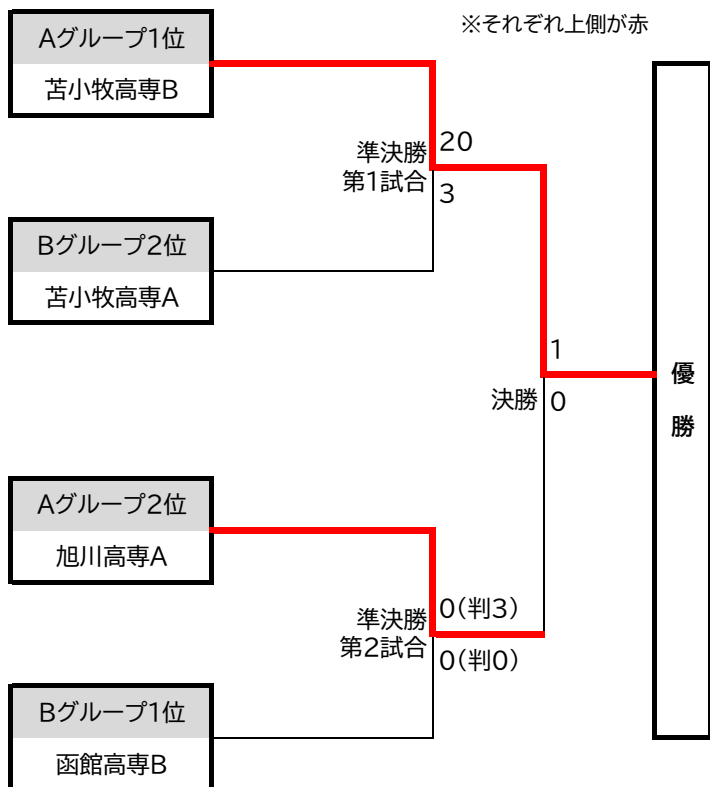 ※それぞれ上側が赤
Aグループ1位
苫小牧高専B
準決勝
第1試合
20
3
Bグループ2位
苫小牧高専A
1
決勝
0
優
勝
Aグループ2位
旭川高専A
準決勝
第2試合
0(判3)
0(判0)
Bグループ1位
函館高専B